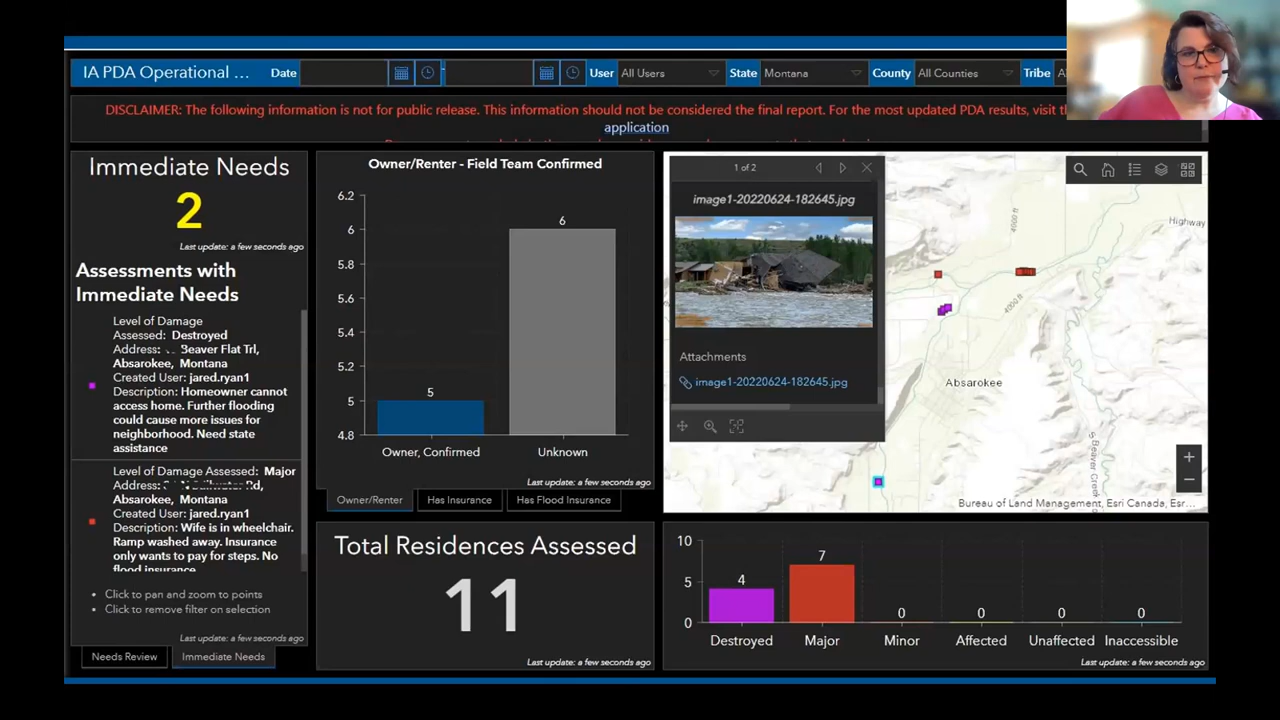 IA PDA Operational ...
Date
User
All Users
State
Montana
County
All Counties
Tribe
DISCLAIMER: The following information is not for public release. This information should not be considered the final report. For the most updated PDA results, visit
application
Immediate Needs
2
Last update: a few seconds ago
Assessments with
Immediate Needs
Level of Damage
Assessed: Destroyed
Address: Beaver Flat Trl,
Absarokee, Montana
Created User: jared.ryan1
Description: Homeowner cannot
access home. Further flooding
could cause more issues for
neighborhood. Need state
assistance
Level of Damage Assessed: Major
Address: Rd,
Absarokee, Montana
Created User: jared.ryan1
Description: Wife is in wheelchair.
Ramp washed away. Insurance
only wants to pay for steps. No
flood insurance
• Click to pan and zoom to points
• Click to remove filter on selection
Last update: a few seconds ago
Needs Review
Immediate Needs
Owner/Renter - Field Team Confirmed
6.2
6
5.8
5.6
5.4
5.2
5
4.8
5
6
Owner, Confirmed
Unknown
Last update: a few seconds ago
Owner/Renter
Has Insurance
Has Flood Insurance
Total Residences Assessed
11
Last update: a few seconds ago
1 of 2
image1-20220624-182645.jpg
Attachments
image1-20220624-182645.jpg
4000 ft
4000 ft
Highway
Absarokee
S Beaver Creek
Bureau of Land Management, Esri Canada, Esr...
10
5
0
4
7
0
0
0
0
Destroyed
Major
Minor
Affected
Unaffected
Inaccessible
Last update: a few seconds ago